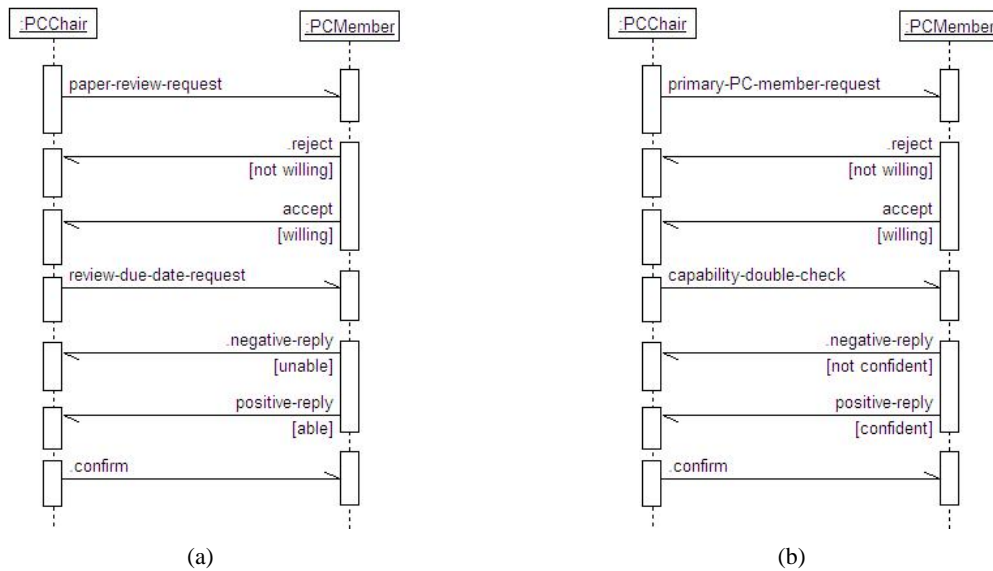 :PCChair
:PCMember
paper-review-request
.reject
[not willing]
accept
[willing]
review-due-date-request
.negative-reply
[unable]
positive-reply
[able]
.confirm
(a)
:PCChair
:PCMember
primary-PC-member-request
.reject
[not willing]
accept
[willing]
capability-double-check
.negative-reply
[not confident]
positive-reply
[confident]
.confirm
(b)